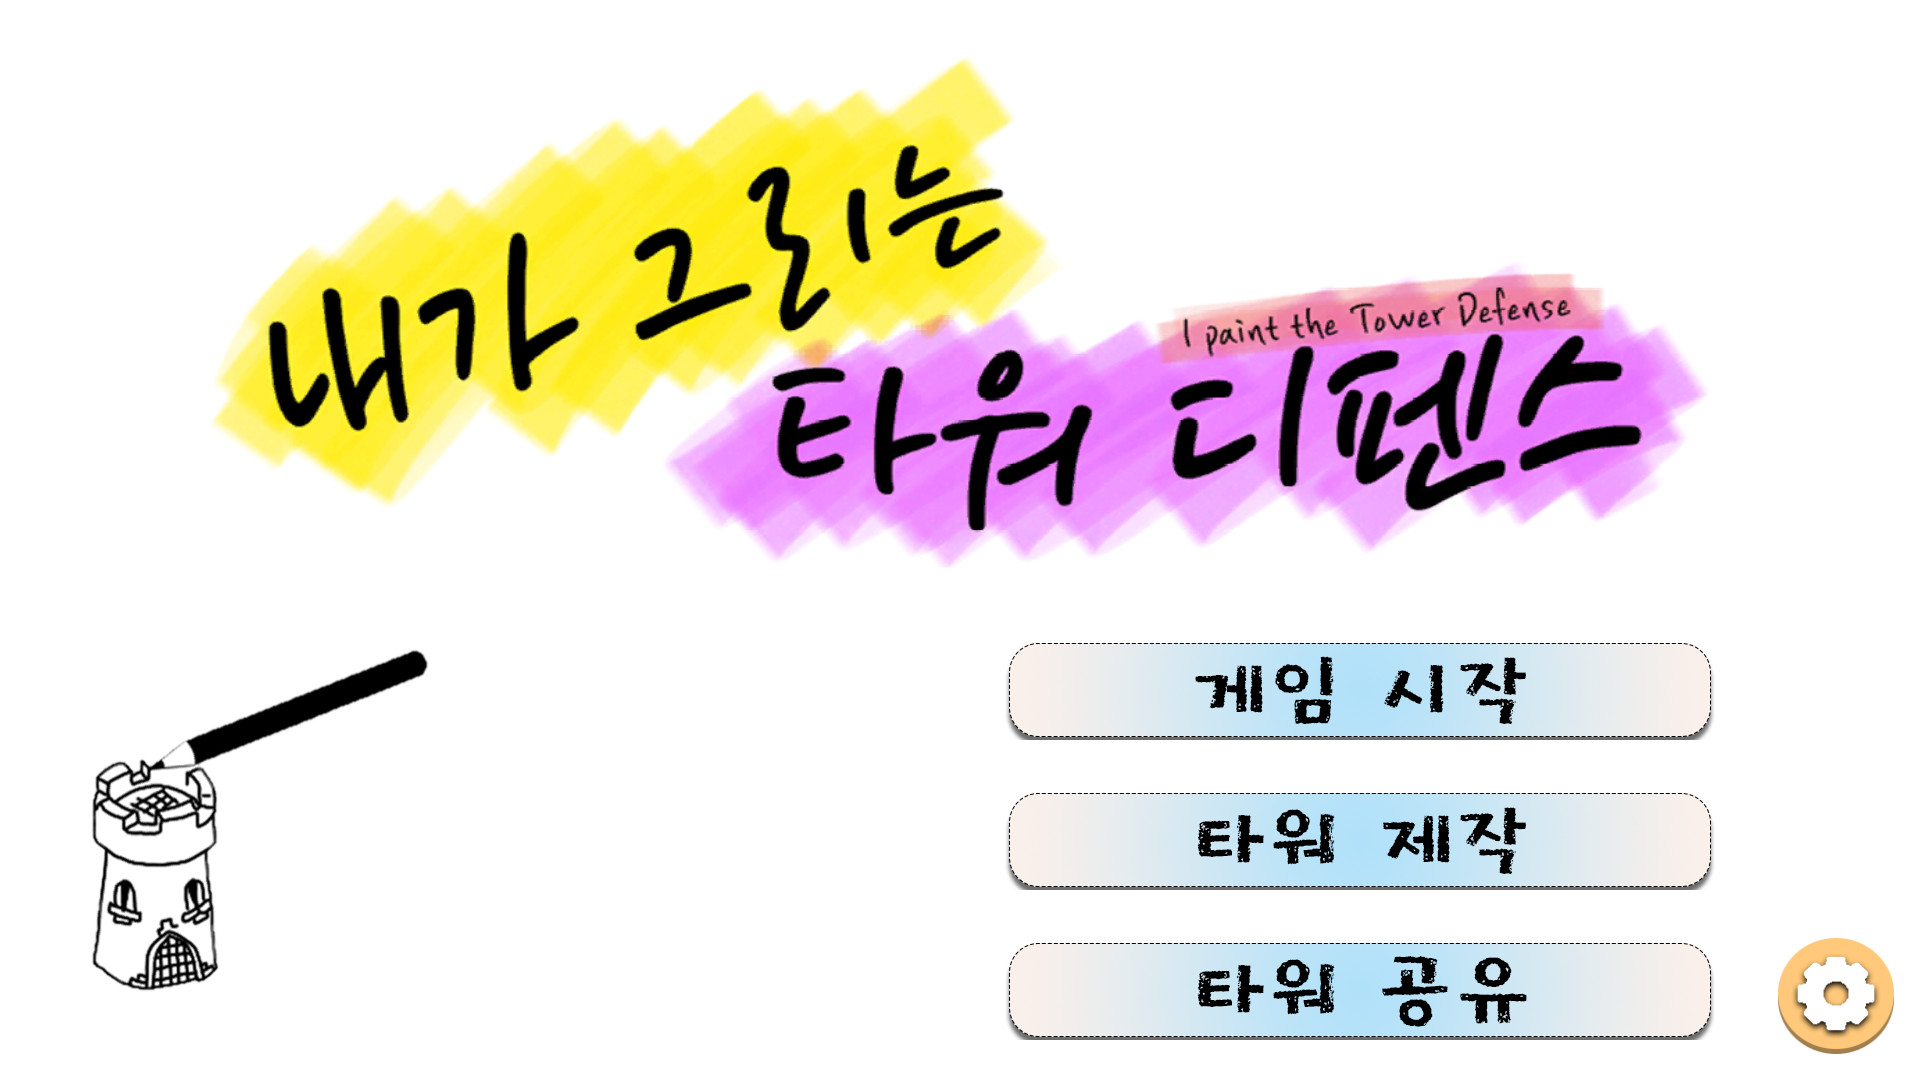 내가 그리는
I paint the Tower Defense
타워 디펜스
게임 시작
타워 제작
타워 공유